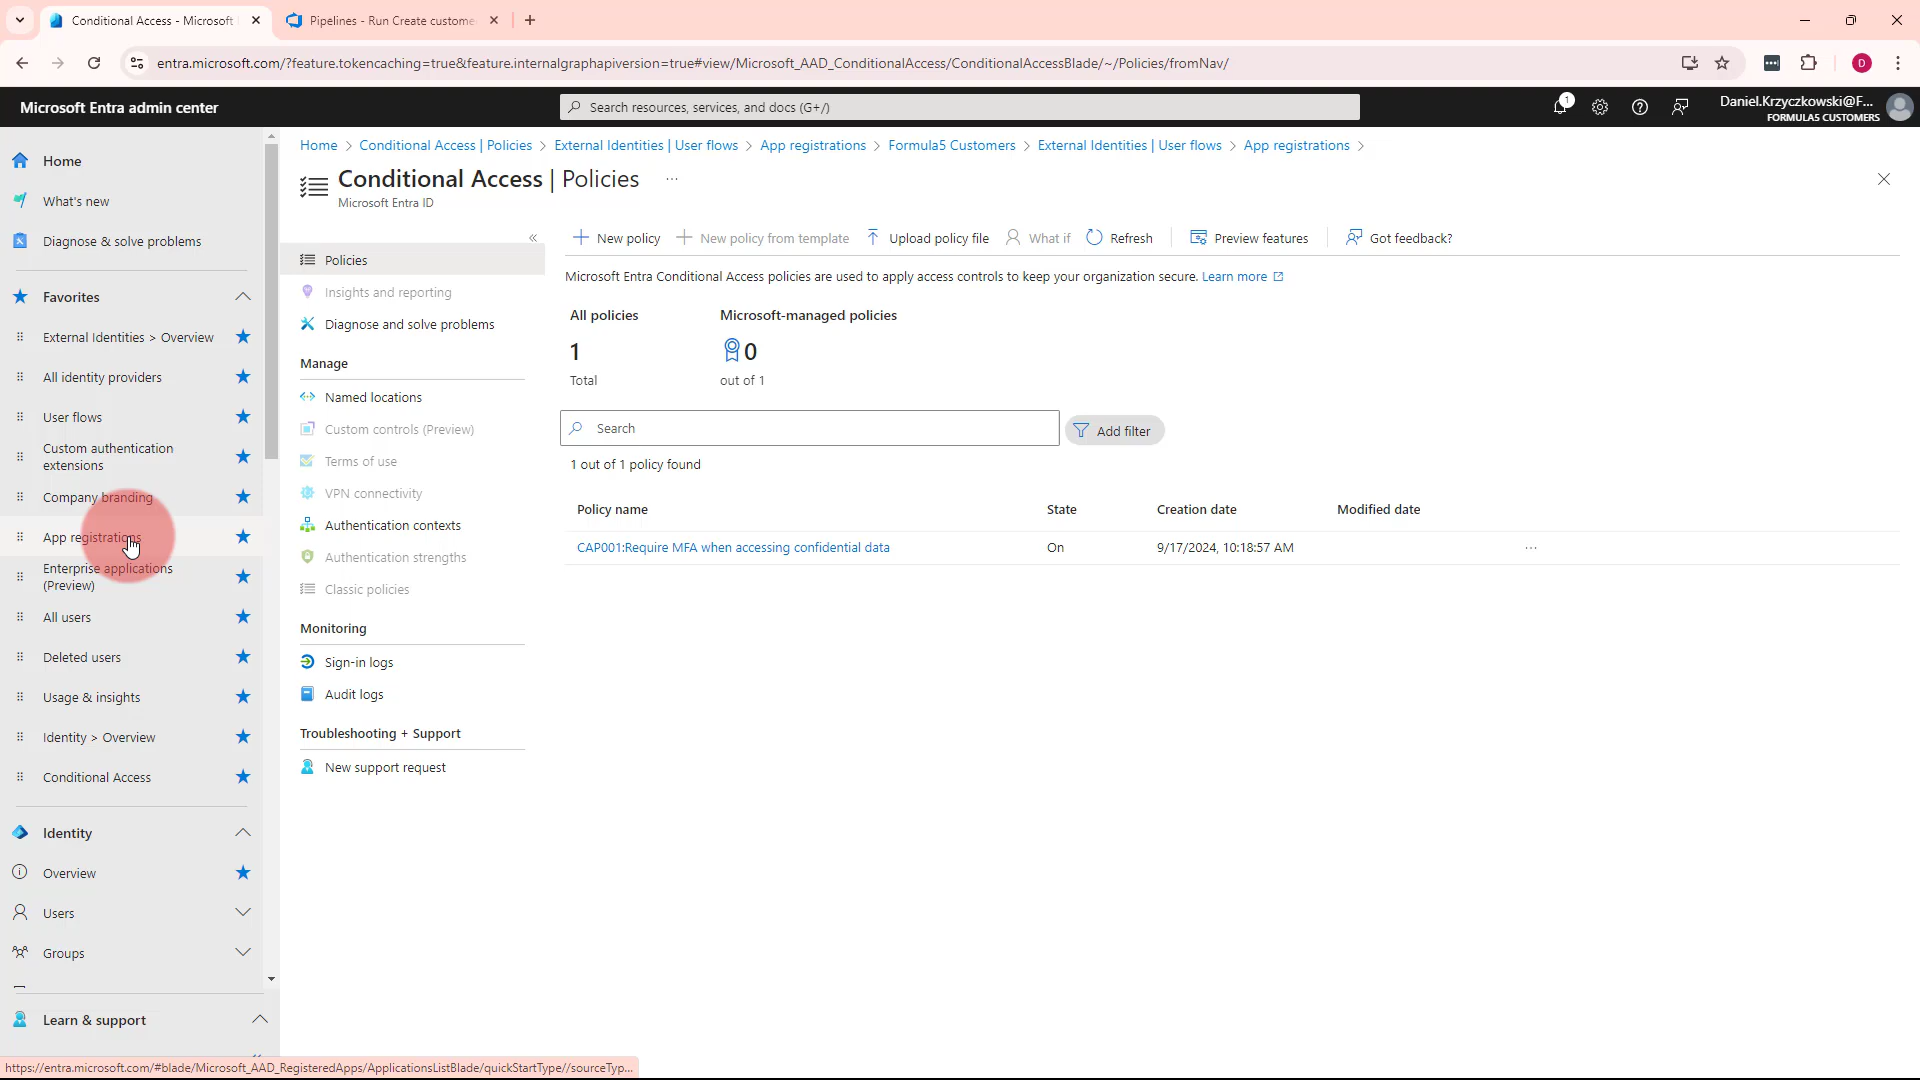 Conditional Access - Microsoft
Pipelines - Run Create custome
entra.microsoft.com/?feature.tokencaching=true&feature.internalgraphapiversion=true#view/Microsoft_AAD_ConditionalAccess/ConditionalAccessBlade/~/Policies/fromNav/
D
Microsoft Entra admin center
Search resources, services, and docs (G+/)
1
Daniel.Krzyczkowski@F...
FORMULA5 CUSTOMERS
Home
What's new
Diagnose & solve problems
Favorites
External Identities > Overview
All identity providers
User flows
Custom authentication
extensions
Company branding
App registrations
Enterprise applications
(Preview)
All users
Deleted users
Usage & insights
Identity > Overview
Conditional Access
Identity
Overview
Users
Groups
Learn & support
Home > Conditional Access | Policies > External Identities | User flows > App registrations > Formula5 Customers > External Identities | User flows > App registrations >
Conditional Access | Policies ...
Microsoft Entra ID
Policies
Insights and reporting
Diagnose and solve problems
Manage
Named locations
Custom controls (Preview)
Terms of use
VPN connectivity
Authentication contexts
Authentication strengths
Classic policies
Monitoring
Sign-in logs
Audit logs
Troubleshooting + Support
New support request
New policy
New policy from template
Upload policy file
What if
Refresh
Preview features
Got feedback?
Microsoft Entra Conditional Access policies are used to apply access controls to keep your organization secure. Learn more
All policies
Microsoft-managed policies
1
0
Total
out of 1
Search
Add filter
1 out of 1 policy found
Policy name State Creation date Modified date
CAP001:Require MFA when accessing confidential data On 9/17/2024, 10:18:57 AM ...
https://entra.microsoft.com/#blade/Microsoft_AAD_RegisteredApps/ApplicationsListBlade/quickStartType//sourceTyp...